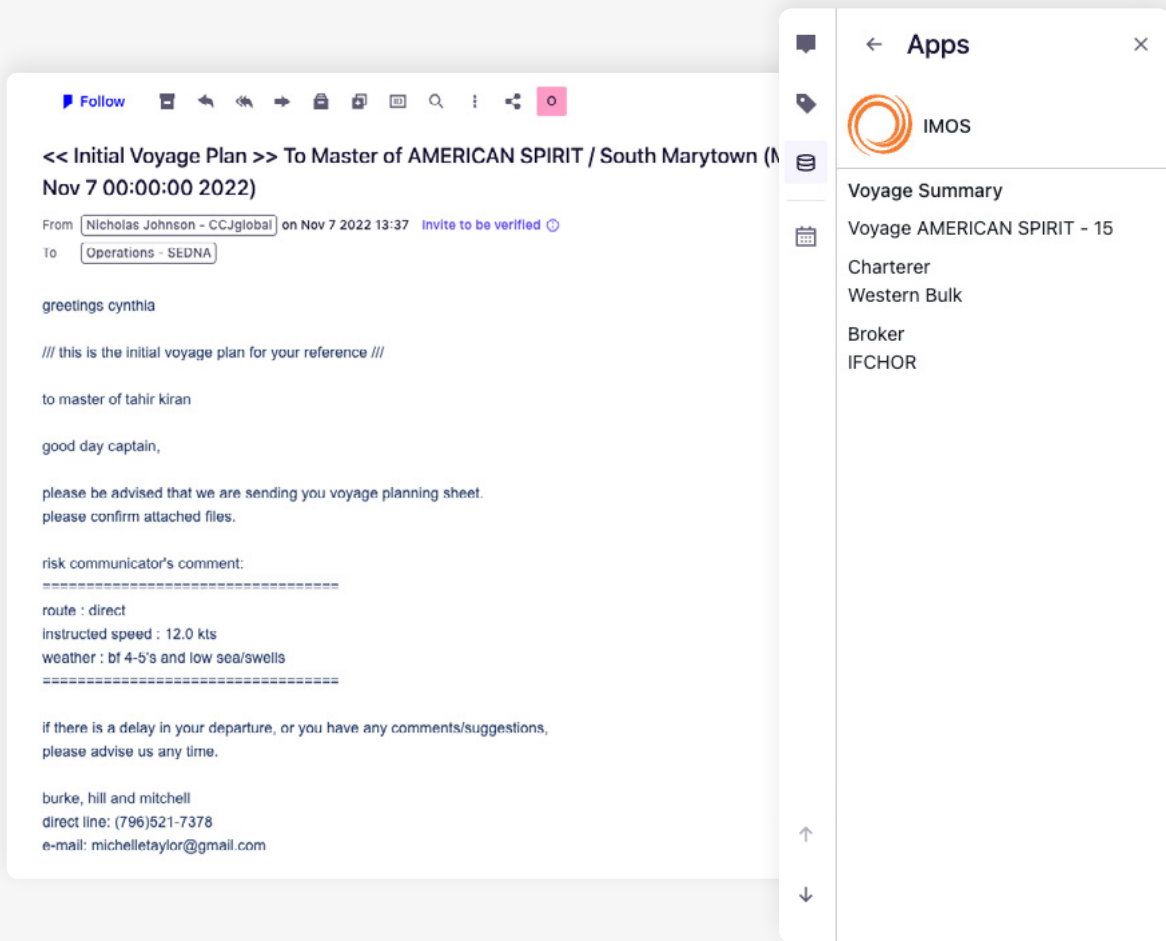 Follow
O
<< Initial Voyage Plan >> To Master of AMERICAN SPIRIT / South Marytown (
Nov 7 00:00:00 2022)
From Nicholas Johnson - CCJglobal on Nov 7 2022 13:37 Invite to be verified
To Operations - SEDNA
greetings cynthia
/// this is the initial voyage plan for your reference ///
to master of tahir kiran
good day captain,
please be advised that we are sending you voyage planning sheet.
please confirm attached files.
risk communicator's comment:
==================================
route : direct
instructed speed : 12.0 kts
weather : bf 4-5's and low sea/swells
==================================
if there is a delay in your departure, or you have any comments/suggestions,
please advise us any time.
burke, hill and mitchell
direct line: (796)521-7378
e-mail: michelletaylor@gmail.com
Apps
IMOS
Voyage Summary
Voyage AMERICAN SPIRIT - 15
Charterer
Western Bulk
Broker
IFCHOR